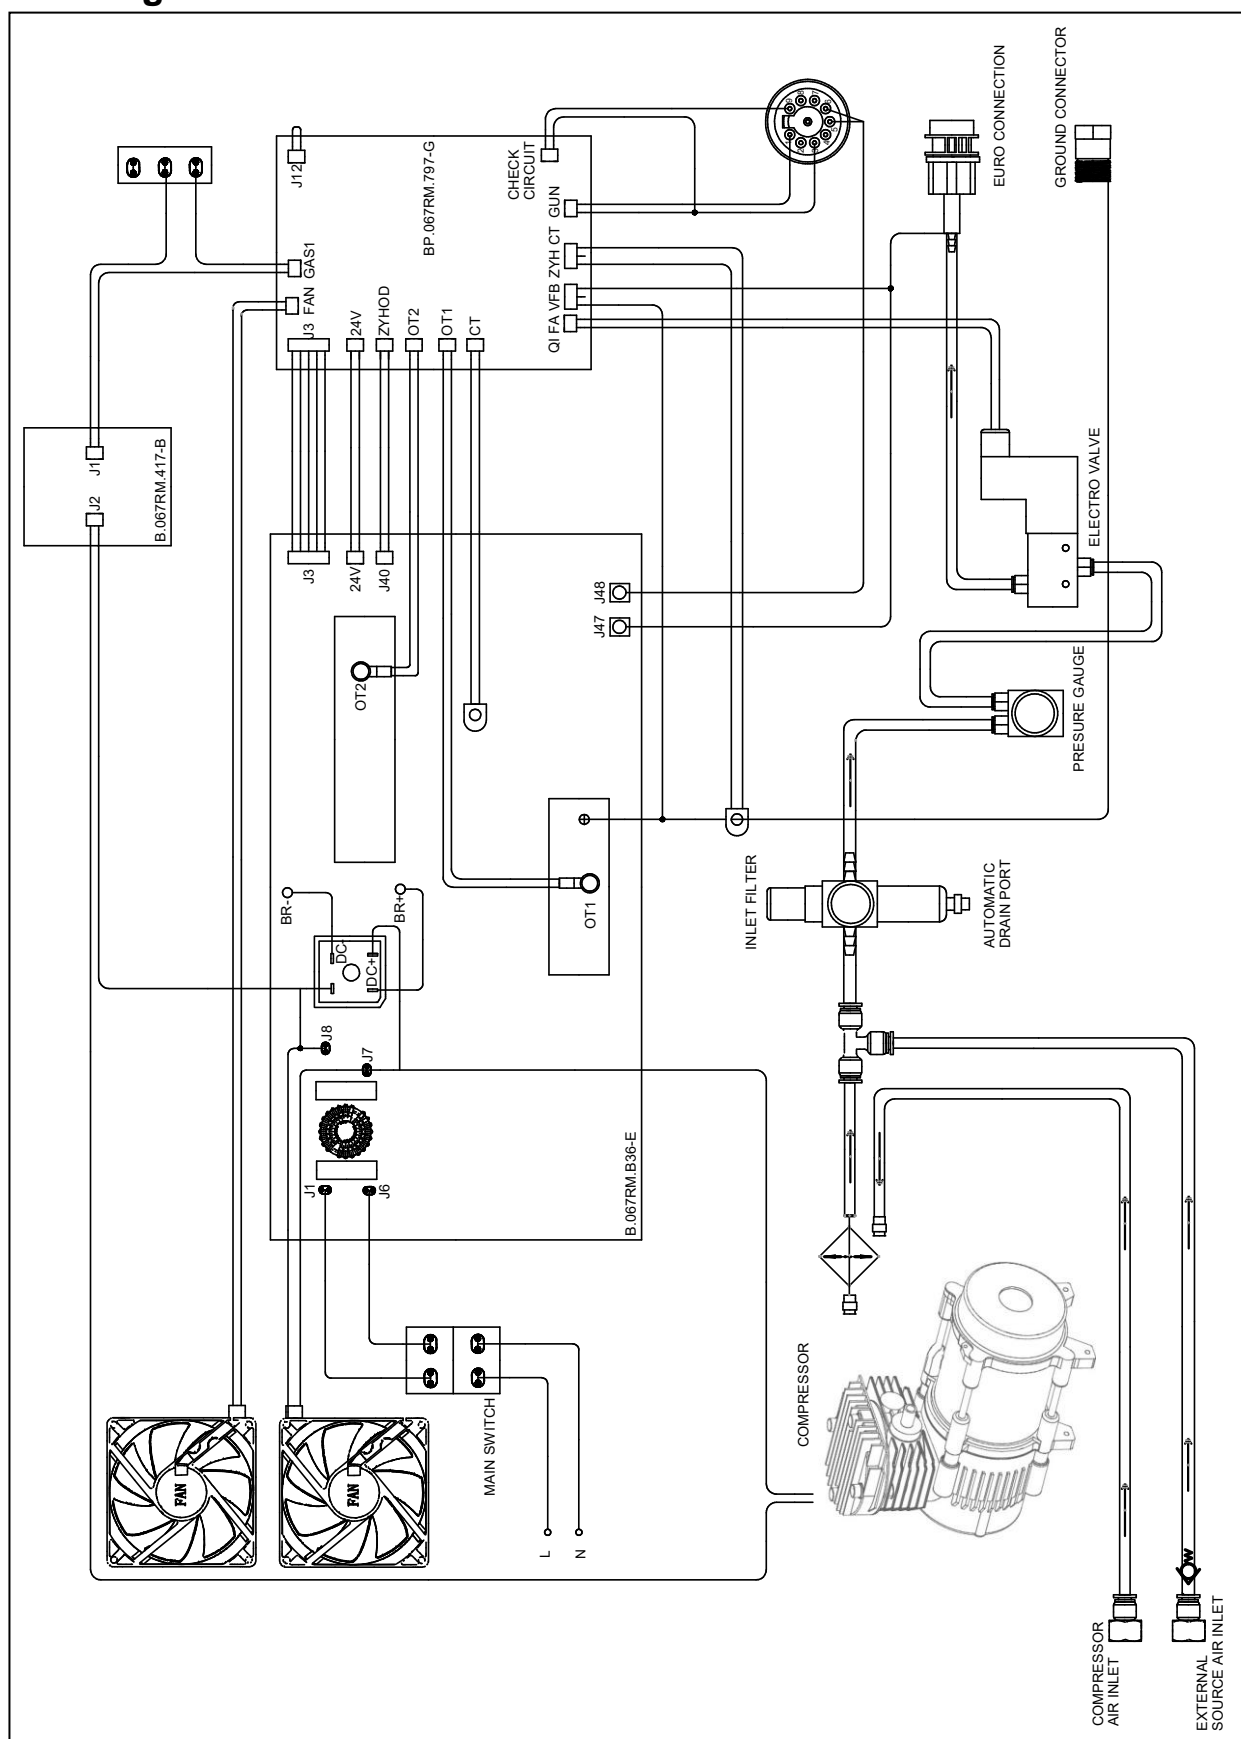 g
J12
BP.067RM.797-G
CHECK
CIRCUIT
GUN
ZYH CT
VFB
QI FA
GAS1
FAN
J3
24V
ZYHOD
OT2
OT1
CT
EURO CONNECTION
GROUND CONNECTOR
J1
J2
B.067RM.417-B
J3
24V
J40
J48
J47
OT2
OT1
BR-
BR+
DC-
DC+
J8
J7
J1
J6
B.067RM.B36-E
ELECTRO VALVE
PRESURE GAUGE
INLET FILTER
AUTOMATIC
DRAIN PORT
COMPRESSOR
MAIN SWITCH
FAN
FAN
L
N
COMPRESSOR
AIR INLET
EXTERNAL
SOURCE AIR INLET